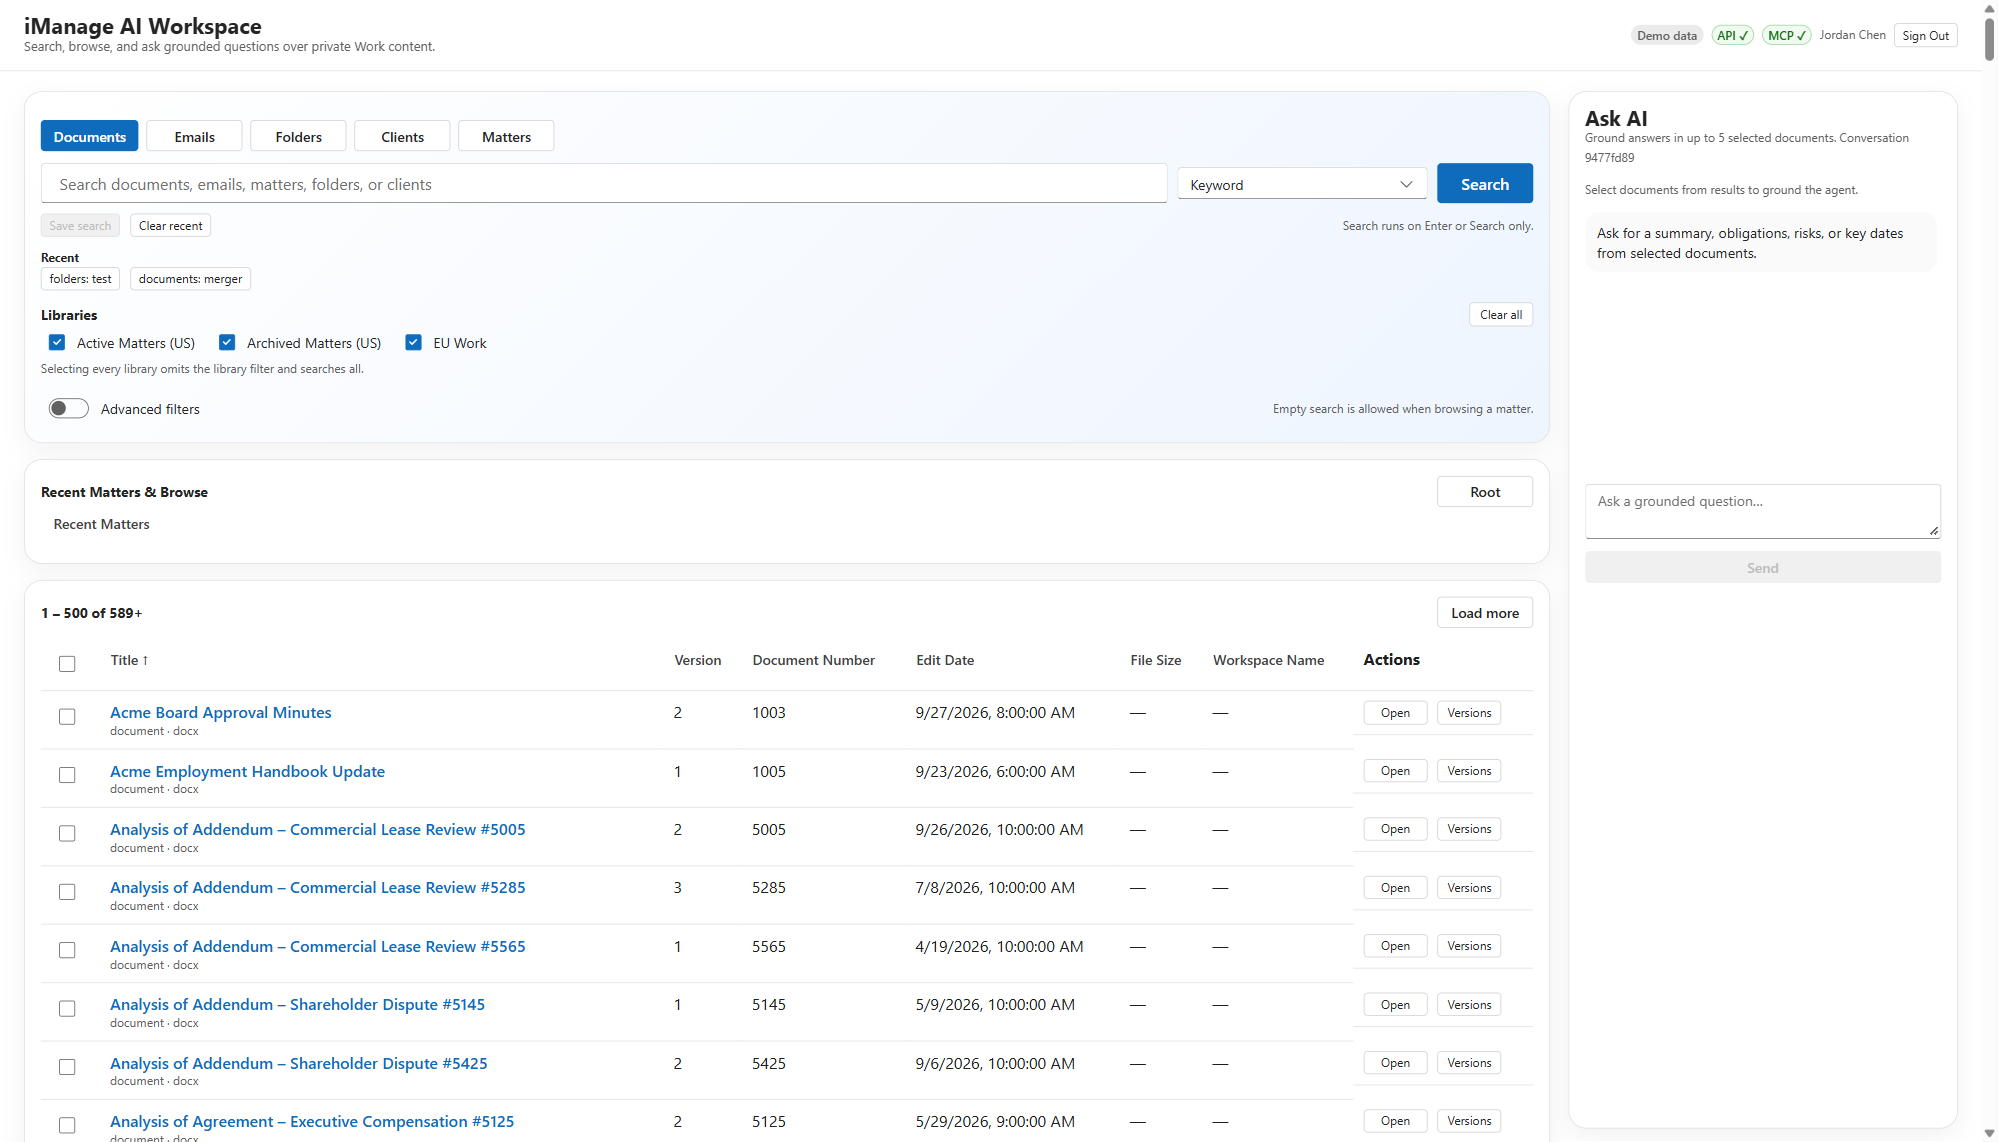 iManage AI Workspace
Search, browse, and ask grounded questions over private Work content.
Demo data API ✓ MCP ✓ Jordan Chen Sign Out
Documents Emails Folders Clients Matters
Search documents, emails, matters, folders, or clients Keyword Search
Save search Clear recent Search runs on Enter or Search only.
Recent
folders: test documents: merger
Libraries Clear all
Active Matters (US) Archived Matters (US) EU Work
Selecting every library omits the library filter and searches all.
Advanced filters Empty search is allowed when browsing a matter.
Recent Matters & Browse Root
Recent Matters
1 – 500 of 589+ Load more
Title ↑ Version Document Number Edit Date File Size Workspace Name Actions
Acme Board Approval Minutes 2 1003 9/27/2026, 8:00:00 AM — — Open Versions
document · docx
Acme Employment Handbook Update 1 1005 9/23/2026, 6:00:00 AM — — Open Versions
document · docx
Analysis of Addendum – Commercial Lease Review #5005 2 5005 9/26/2026, 10:00:00 AM — — Open Versions
document · docx
Analysis of Addendum – Commercial Lease Review #5285 3 5285 7/8/2026, 10:00:00 AM — — Open Versions
document · docx
Analysis of Addendum – Commercial Lease Review #5565 1 5565 4/19/2026, 10:00:00 AM — — Open Versions
document · docx
Analysis of Addendum – Shareholder Dispute #5145 1 5145 5/9/2026, 10:00:00 AM — — Open Versions
document · docx
Analysis of Addendum – Shareholder Dispute #5425 2 5425 9/6/2026, 10:00:00 AM — — Open Versions
document · docx
Analysis of Agreement – Executive Compensation #5125 2 5125 5/29/2026, 9:00:00 AM — — Open Versions
document · docx
Ask AI
Ground answers in up to 5 selected documents. Conversation
9477fd89
Select documents from results to ground the agent.
Ask for a summary, obligations, risks, or key dates
from selected documents.
Ask a grounded question...
Send